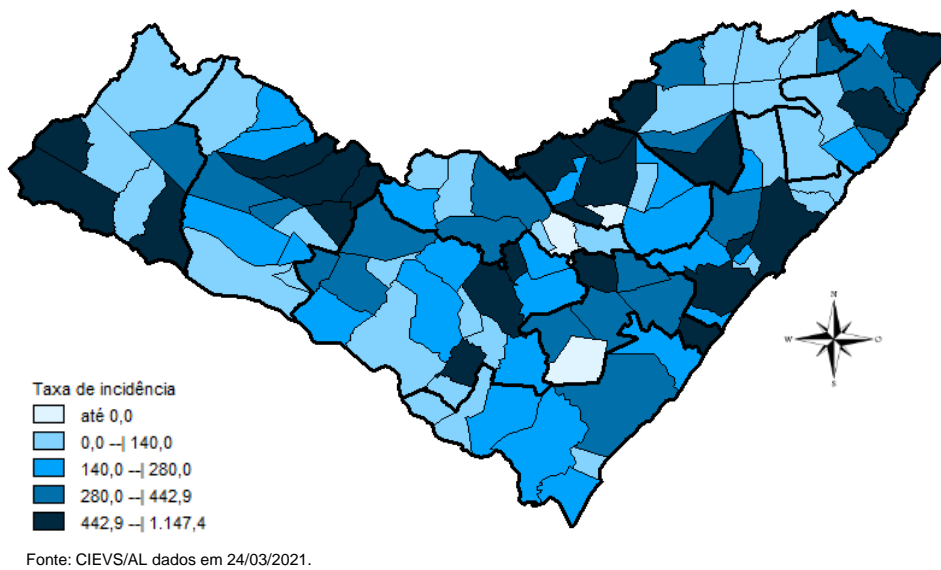 N
W
O
S
Taxa de incidência
até 0,0
0,0 --| 140,0
140,0 --| 280,0
280,0 --| 442,9
442,9 --| 1.147,4
Fonte: CIEVS/AL dados em 24/03/2021.